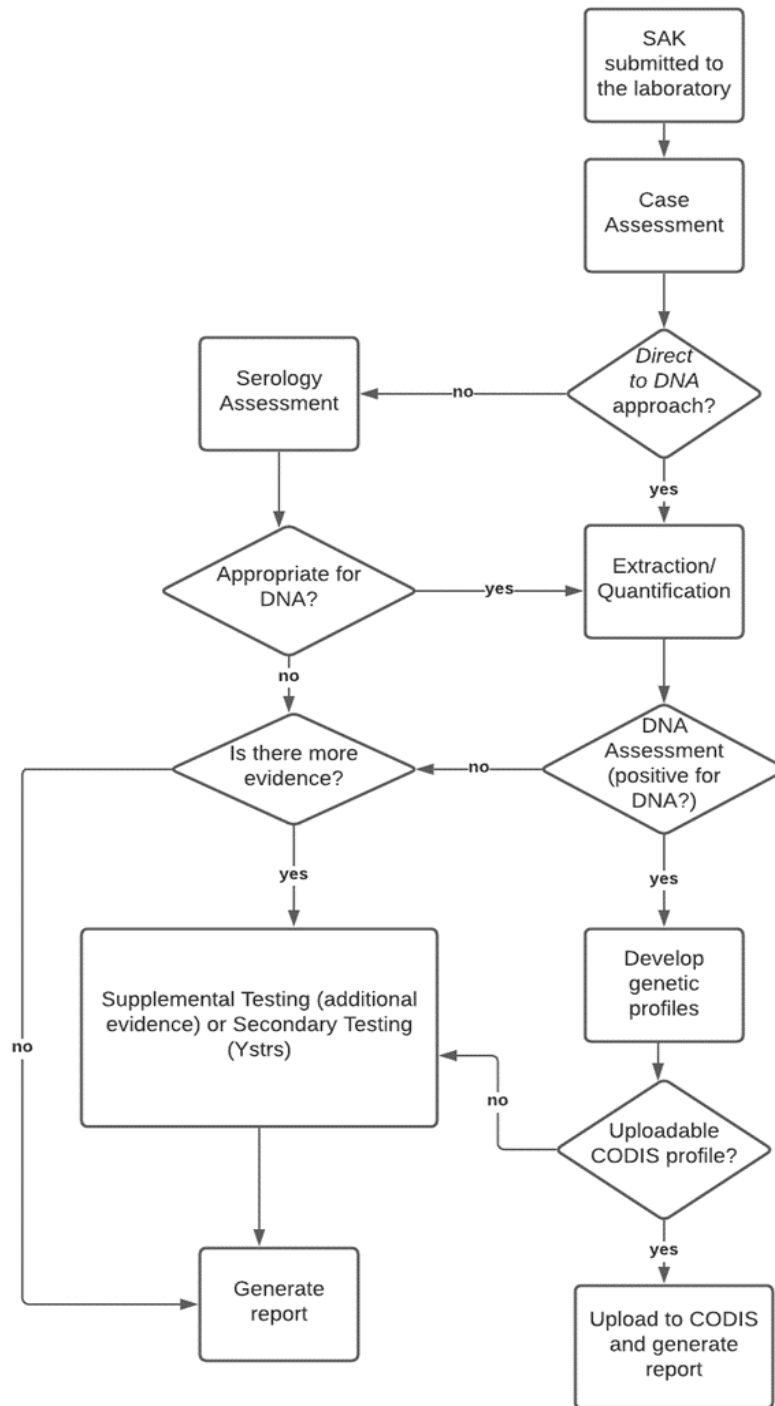 SAK
submitted to
the laboratory
Case
Assessment
Direct
to DNA
approach?
no
Serology
Assessment
yes
Appropriate for
DNA?
yes
Extraction/
Quantification
no
Is there more
evidence?
no
DNA
Assessment
(positive for
DNA?)
yes
yes
Supplemental Testing (additional
evidence) or Secondary Testing
(Ystrs)
Develop
genetic
profiles
no
no
Uploadable
CODIS profile?
yes
Generate
report
Upload to CODIS
and generate
report